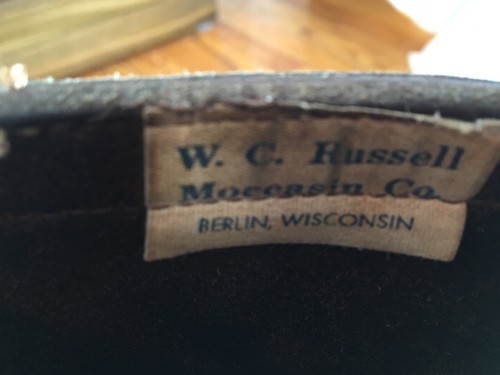 W. C. Russell
Moccasin Co.
BERLIN, WISCONSIN